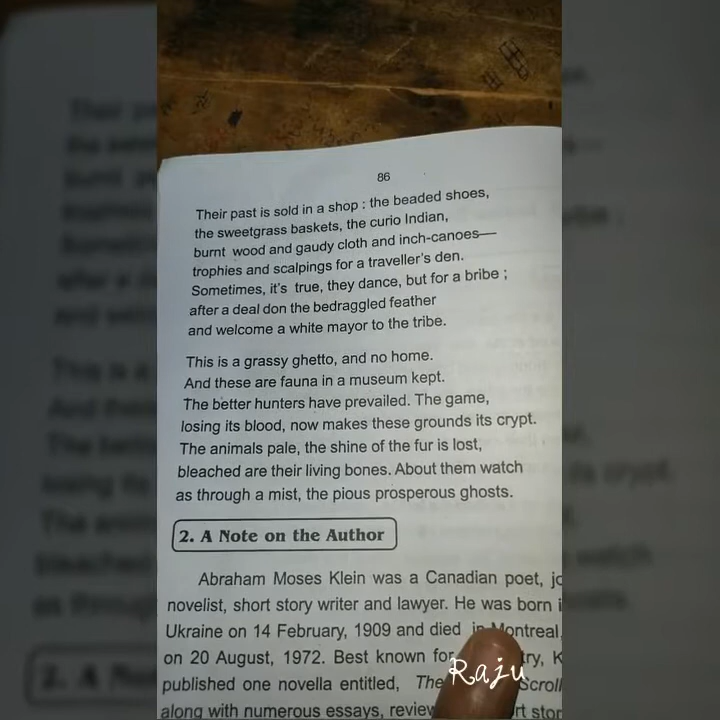 86
Their past is sold in a shop : the beaded shoes,
the sweetgrass baskets, the curio Indian,
burnt wood and gaudy cloth and inch-canoes—
trophies and scalpings for a traveller's den.
Sometimes, it's true, they dance, but for a bribe ;
after a deal don the bedraggled feather
and welcome a white mayor to the tribe.
This is a grassy ghetto, and no home.
And these are fauna in a museum kept.
The better hunters have prevailed. The game,
losing its blood, now makes these grounds its crypt.
The animals pale, the shine of the fur is lost,
bleached are their living bones. About them watch
as through a mist, the pious prosperous ghosts.
2. A Note on the Author
Abraham Moses Klein was a Canadian poet,
novelist, short story writer and lawyer. He was born
Ukraine on 14 February, 1909 and died in Montreal,
on 20 August, 1972. Best known for
published one novella entitled, The Scroll
along with numerous essays,
Raju